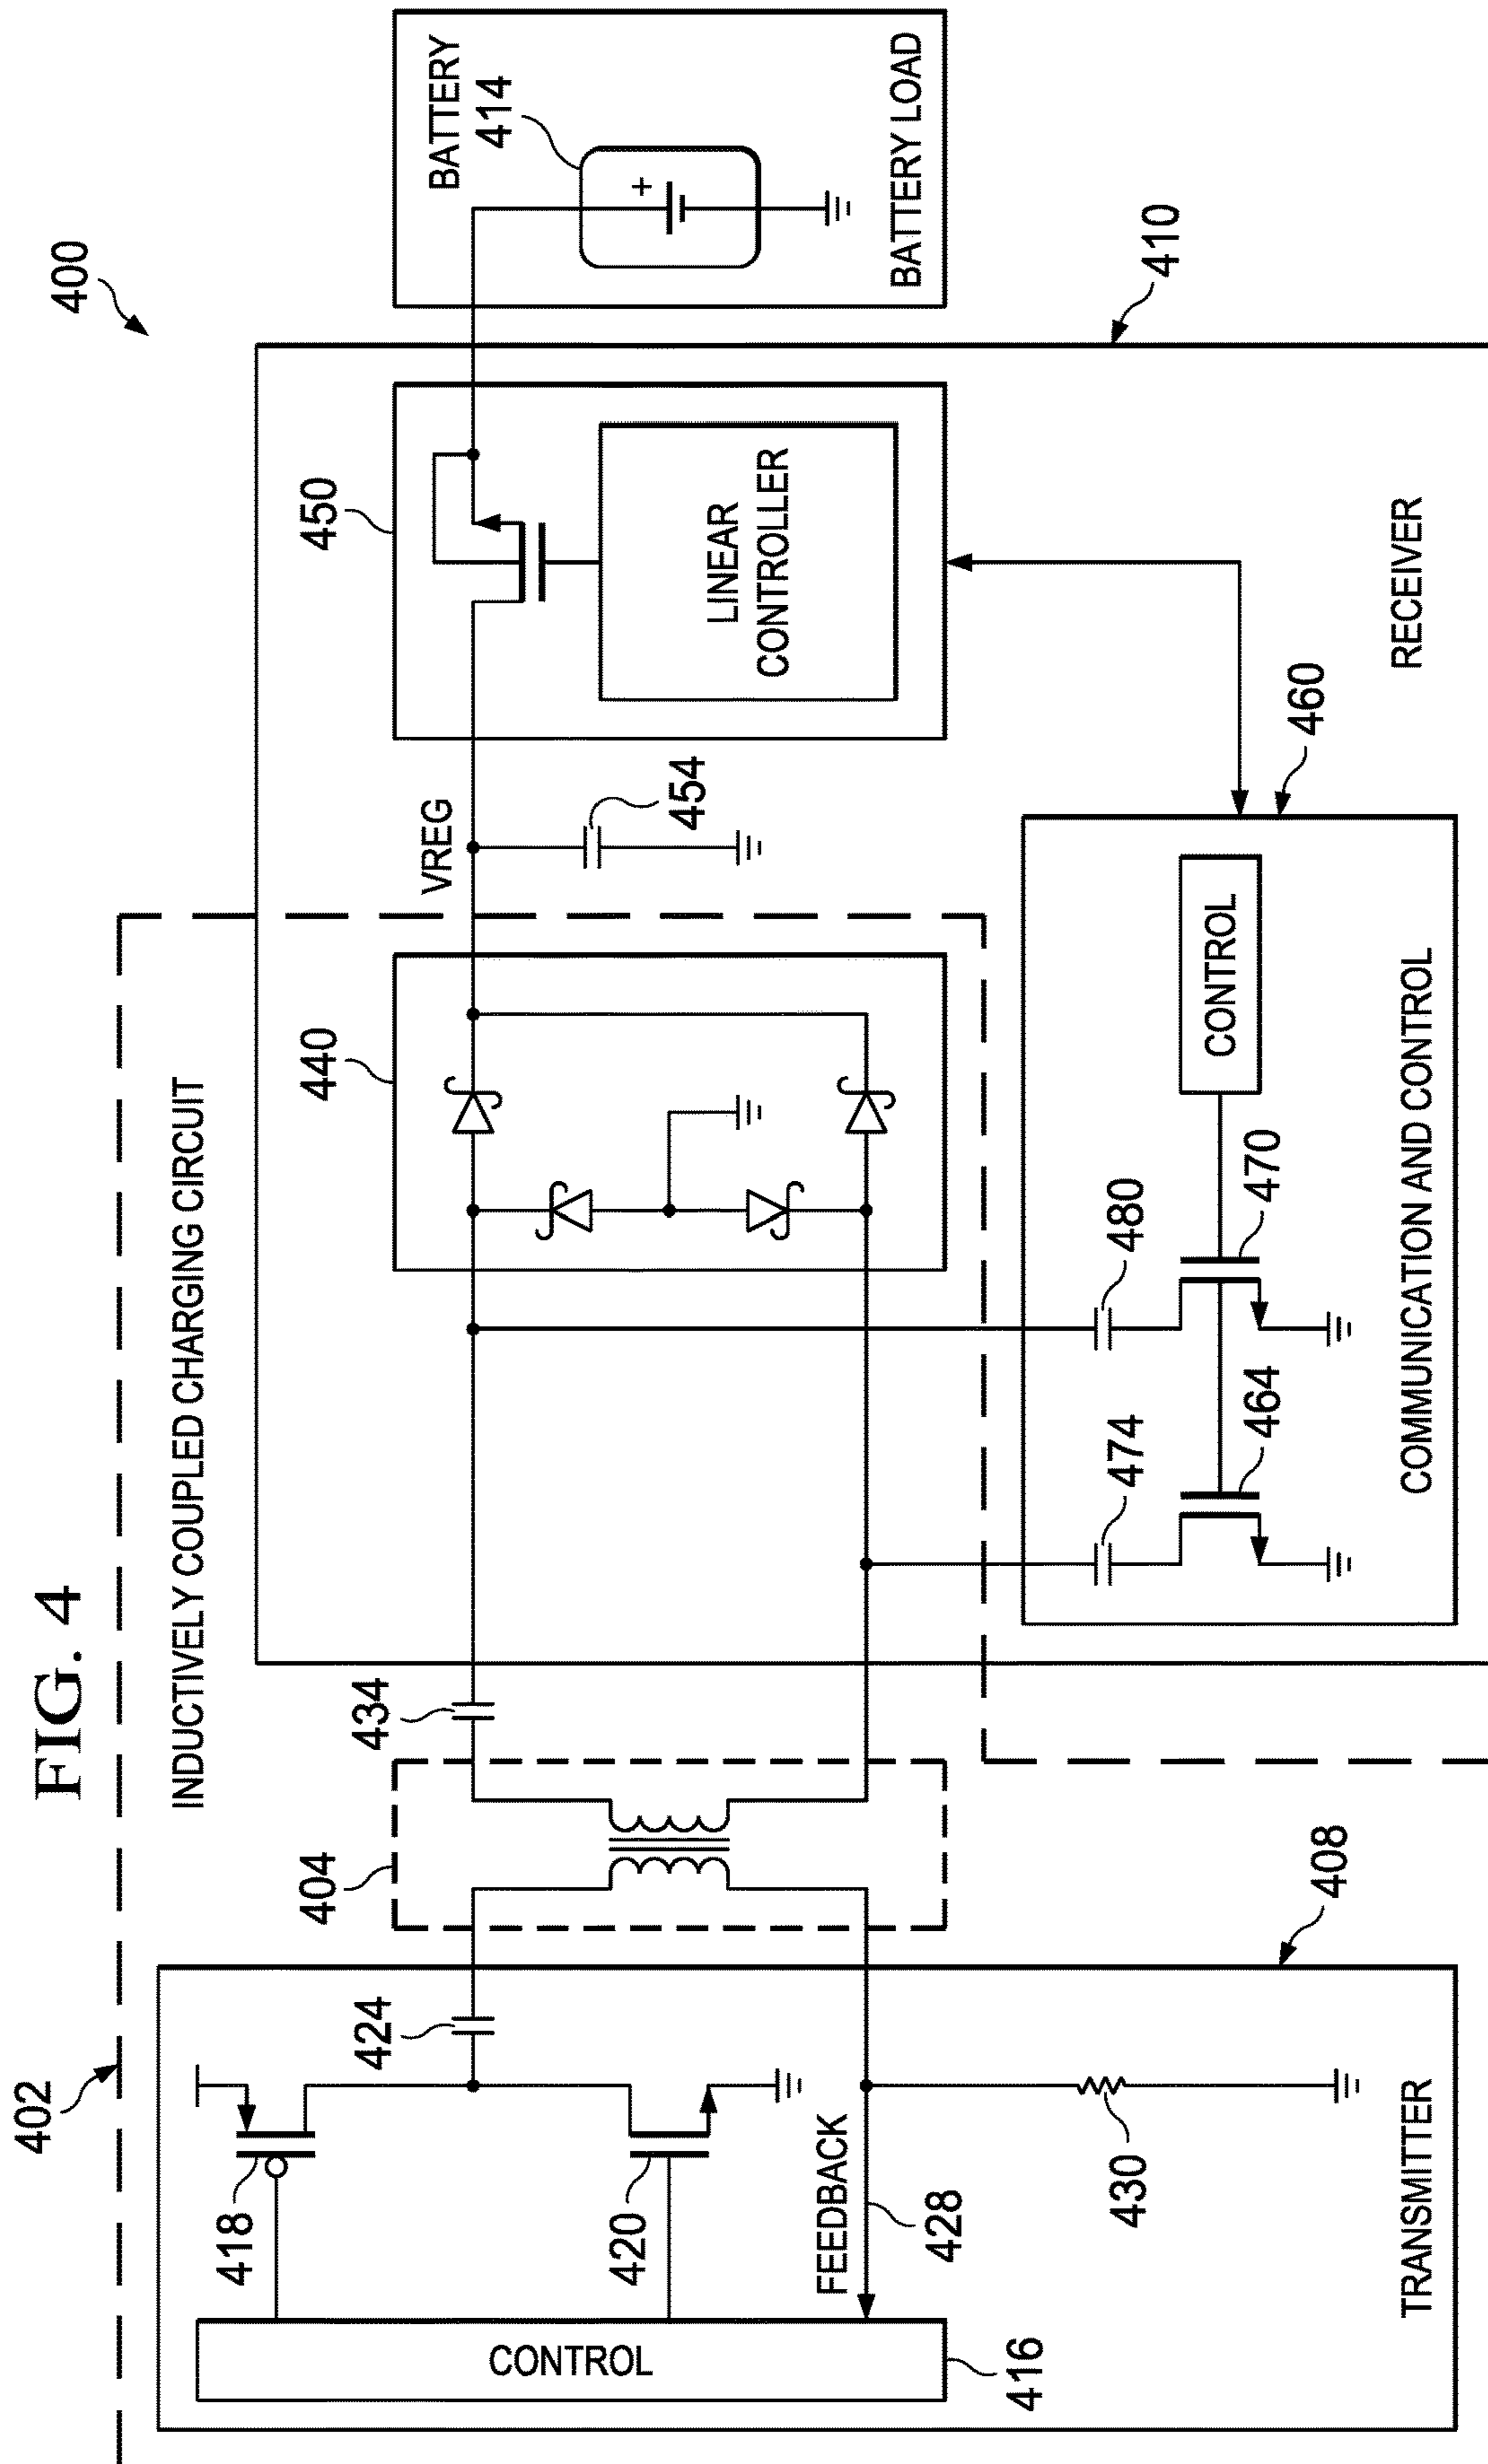 FIG. 4
400
402
INDUCTIVELY COUPLED CHARGING CIRCUIT
418
424
404
434
440
VREG
450
BATTERY
414
+
CONTROL
420
454
LINEAR
CONTROLLER
FEEDBACK
428
BATTERY LOAD
416
430
408
TRANSMITTER
474
480
464
470
CONTROL
COMMUNICATION AND CONTROL
460
RECEIVER
410